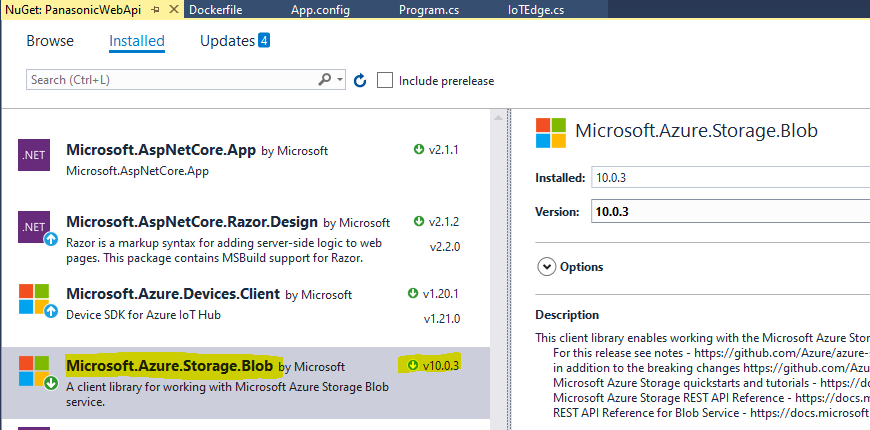 NuGet: PanasonicWebApi
Dockerfile
App.config
Program.cs
IoTEdge.cs
Browse
Installed
Updates 4
Search (Ctrl+L)
Include prerelease
.NET
Microsoft.AspNetCore.App by Microsoft
v2.1.1
Microsoft.AspNetCore.App
.NET
Microsoft.AspNetCore.Razor.Design by Microsoft
v2.1.2
Razor is a markup syntax for adding server-side logic to web
v2.2.0
pages. This package contains MSBuild support for Razor.
Microsoft.Azure.Devices.Client by Microsoft
v1.20.1
Device SDK for Azure IoT Hub
v1.21.0
Microsoft.Azure.Storage.Blob by Microsoft
v10.0.3
A client library for working with Microsoft Azure Storage Blob
service.
Microsoft.Azure.Storage.Blob
Installed: 10.0.3
Version: 10.0.3
Options
Description
This client library enables working with the Microsoft Azure Stor
For this release see notes - https://github.com/Azure/azure-s
in addition to the breaking changes https://github.com/Azu
Microsoft Azure Storage quickstarts and tutorials - https://do
Microsoft Azure Storage REST API Reference - https://docs.m
REST API Reference for Blob Service - https://docs.microsoft